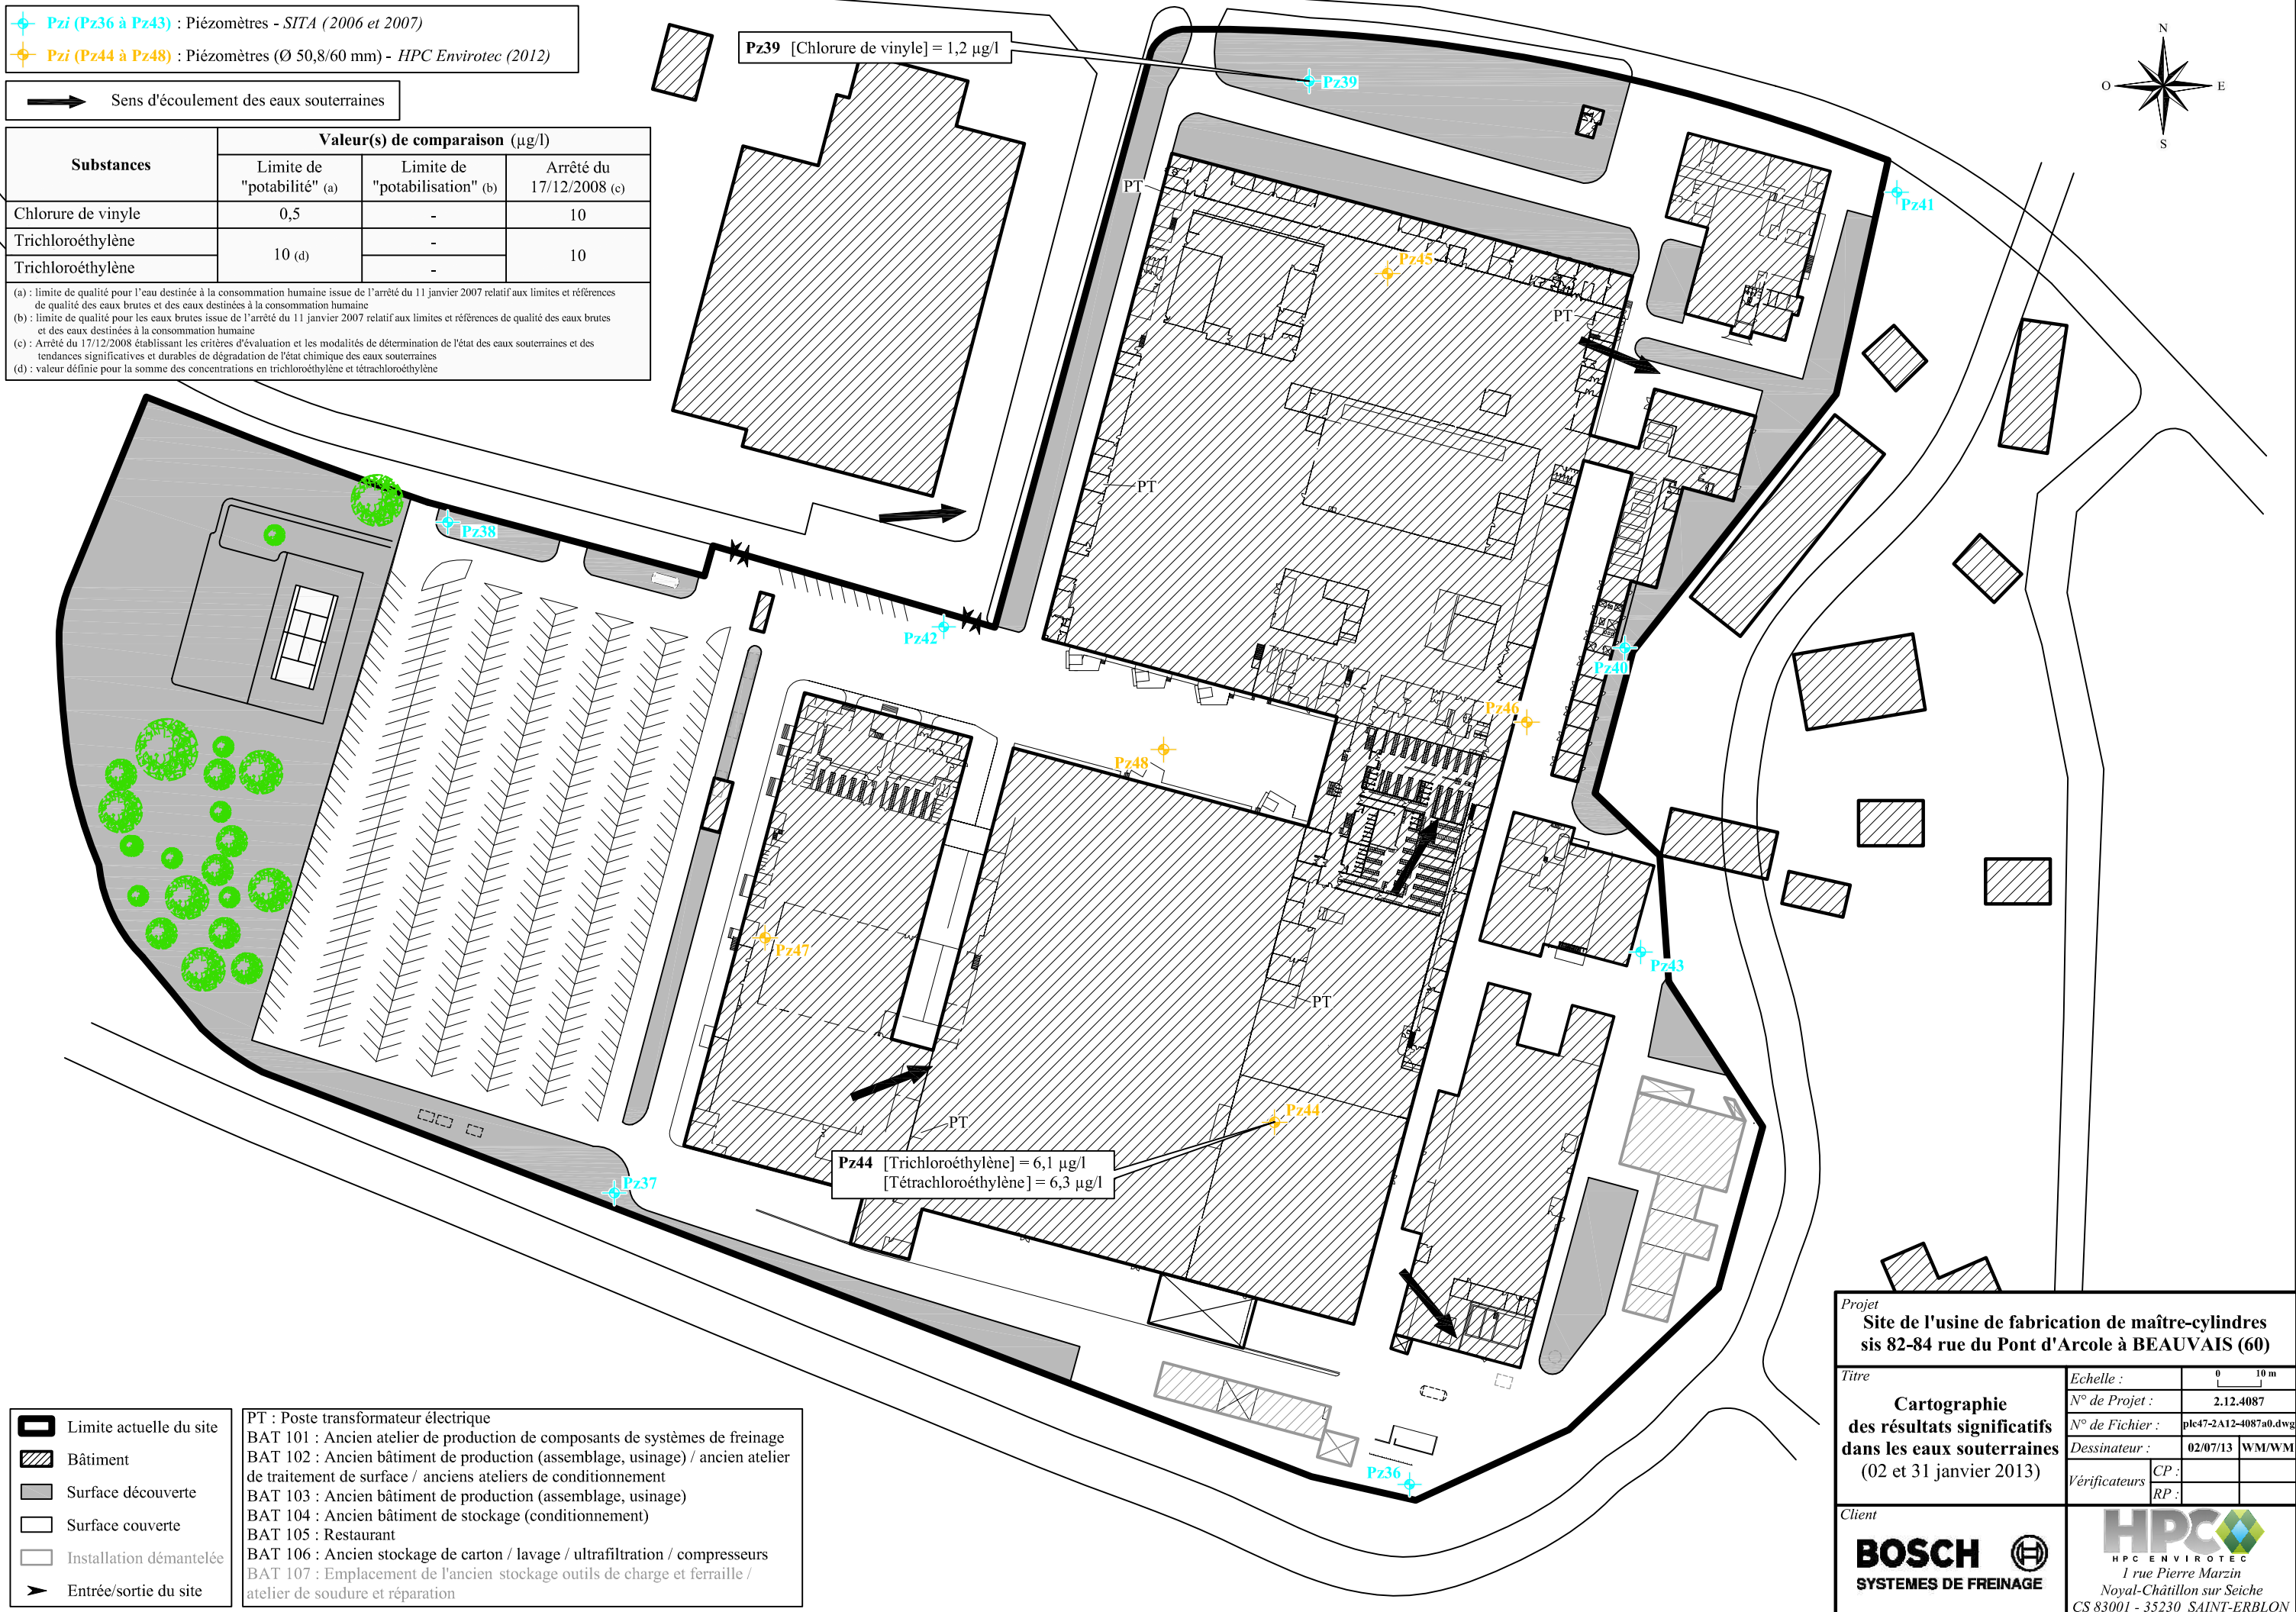 Pzi (Pz36 à Pz43) : Piézomètres - SITA (2006 et 2007)
Pzi (Pz44 à Pz48) : Piézomètres (Ø 50,8/60 mm) - HPC Envirotec (2012)
Sens d'écoulement des eaux souterraines
Substances
Valeur(s) de comparaison (µg/l)
Limite de "potabilité" (a)
Limite de "potabilisation" (b)
Arrêté du 17/12/2008 (c)
Chlorure de vinyle 0,5 - 10
Trichloroéthylène 10 (d) - 10
Trichloroéthylène -
(a) : limite de qualité pour l'eau destinée à la consommation humaine issue de l'arrêté du 11 janvier 2007 relatif aux limites et références
de qualité des eaux brutes et des eaux destinées à la consommation humaine
(b) : limite de qualité pour les eaux brutes issue de l'arrêté du 11 janvier 2007 relatif aux limites et références de qualité des eaux brutes
et des eaux destinées à la consommation humaine
(c) : Arrêté du 17/12/2008 établissant les critères d'évaluation et les modalités de détermination de l'état des eaux souterraines et des
tendances significatives et durables de dégradation de l'état chimique des eaux souterraines
(d) : valeur définie pour la somme des concentrations en trichloroéthylène et tétrachloroéthylène
Pz39 [Chlorure de vinyle] = 1,2 µg/l
Pz39
N
O
E
S
PT
Pz41
Pz45
PT
PT
Pz38
Pz42
Pz40
Pz46
Pz48
Pz47
Pz43
PT
Pz44
PT
Pz44 [Trichloroéthylène] = 6,1 µg/l
[Tétrachloroéthylène] = 6,3 µg/l
Pz37
Pz36
Limite actuelle du site
Bâtiment
Surface découverte
Surface couverte
Installation démantelée
Entrée/sortie du site
PT : Poste transformateur électrique
BAT 101 : Ancien atelier de production de composants de systèmes de freinage
BAT 102 : Ancien bâtiment de production (assemblage, usinage) / ancien atelier
de traitement de surface / anciens ateliers de conditionnement
BAT 103 : Ancien bâtiment de production (assemblage, usinage)
BAT 104 : Ancien bâtiment de stockage (conditionnement)
BAT 105 : Restaurant
BAT 106 : Ancien stockage de carton / lavage / ultrafiltration / compresseurs
BAT 107 : Emplacement de l'ancien stockage outils de charge et ferraille /
atelier de soudure et réparation
Projet
Site de l'usine de fabrication de maître-cylindres
sis 82-84 rue du Pont d'Arcole à BEAUVAIS (60)
Titre
Cartographie
des résultats significatifs
dans les eaux souterraines
(02 et 31 janvier 2013)
Echelle : 0 10 m
N° de Projet : 2.12.4087
N° de Fichier : plc47-2A12-4087a0.dwg
Dessinateur : 02/07/13 WM/WM
Vérificateurs CP :
RP :
Client
BOSCH
SYSTEMES DE FREINAGE
HPC
HPC ENVIROTEC
1 rue Pierre Marzin
Noyal-Châtillon sur Seiche
CS 83001 - 35230 SAINT-ERBLON